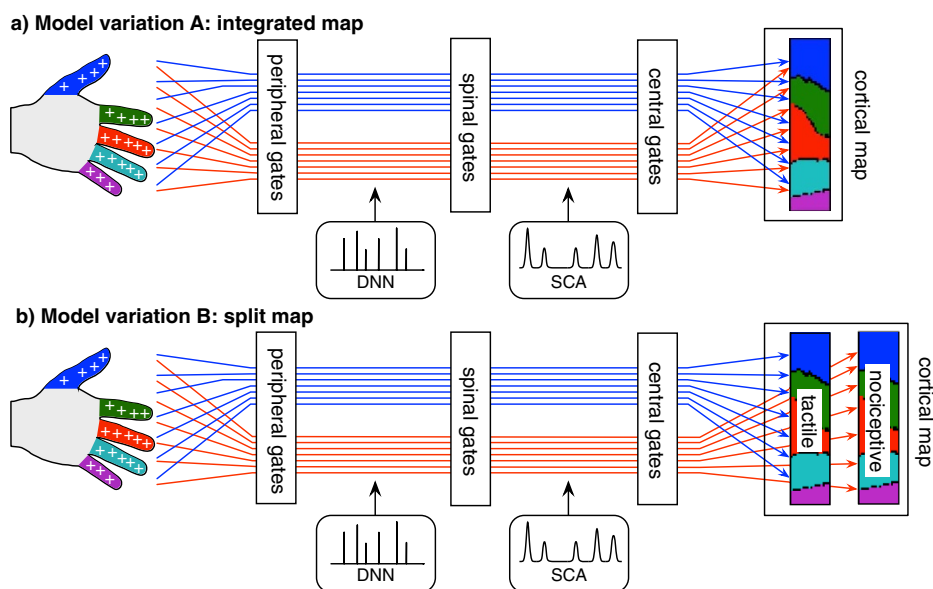 a) Model variation A: integrated map
peripheral gates
spinal gates
central gates
cortical map
DNN
SCA
b) Model variation B: split map
peripheral gates
spinal gates
central gates
tactile
nociceptive
cortical map
DNN
SCA